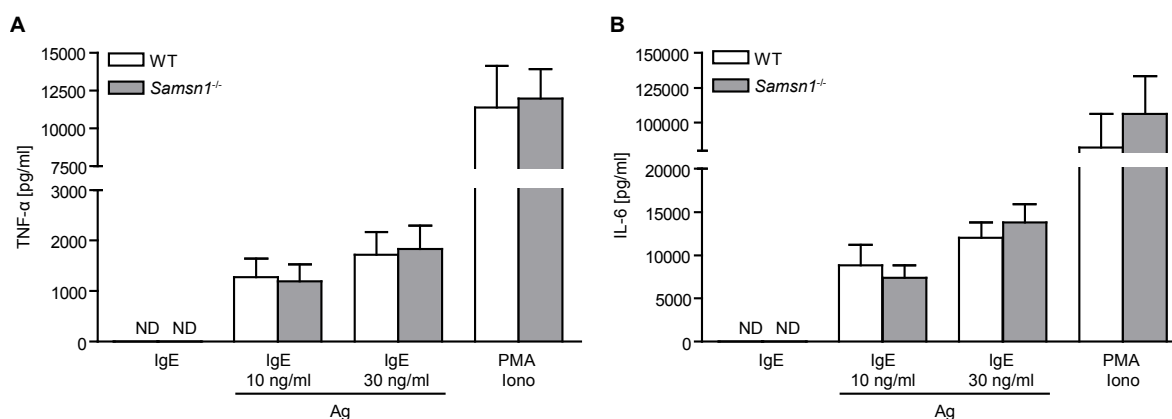 A
TNF-α [pg/ml]
15000
12500
10000
7500
3000
2000
1000
0
WT
Samsn1-/-
ND ND
IgE
IgE
10 ng/ml
IgE
30 ng/ml
PMA
Iono
Ag
B
IL-6 [pg/ml]
150000
125000
100000
20000
15000
10000
5000
0
WT
Samsn1-/-
ND ND
IgE
IgE
10 ng/ml
IgE
30 ng/ml
PMA
Iono
Ag